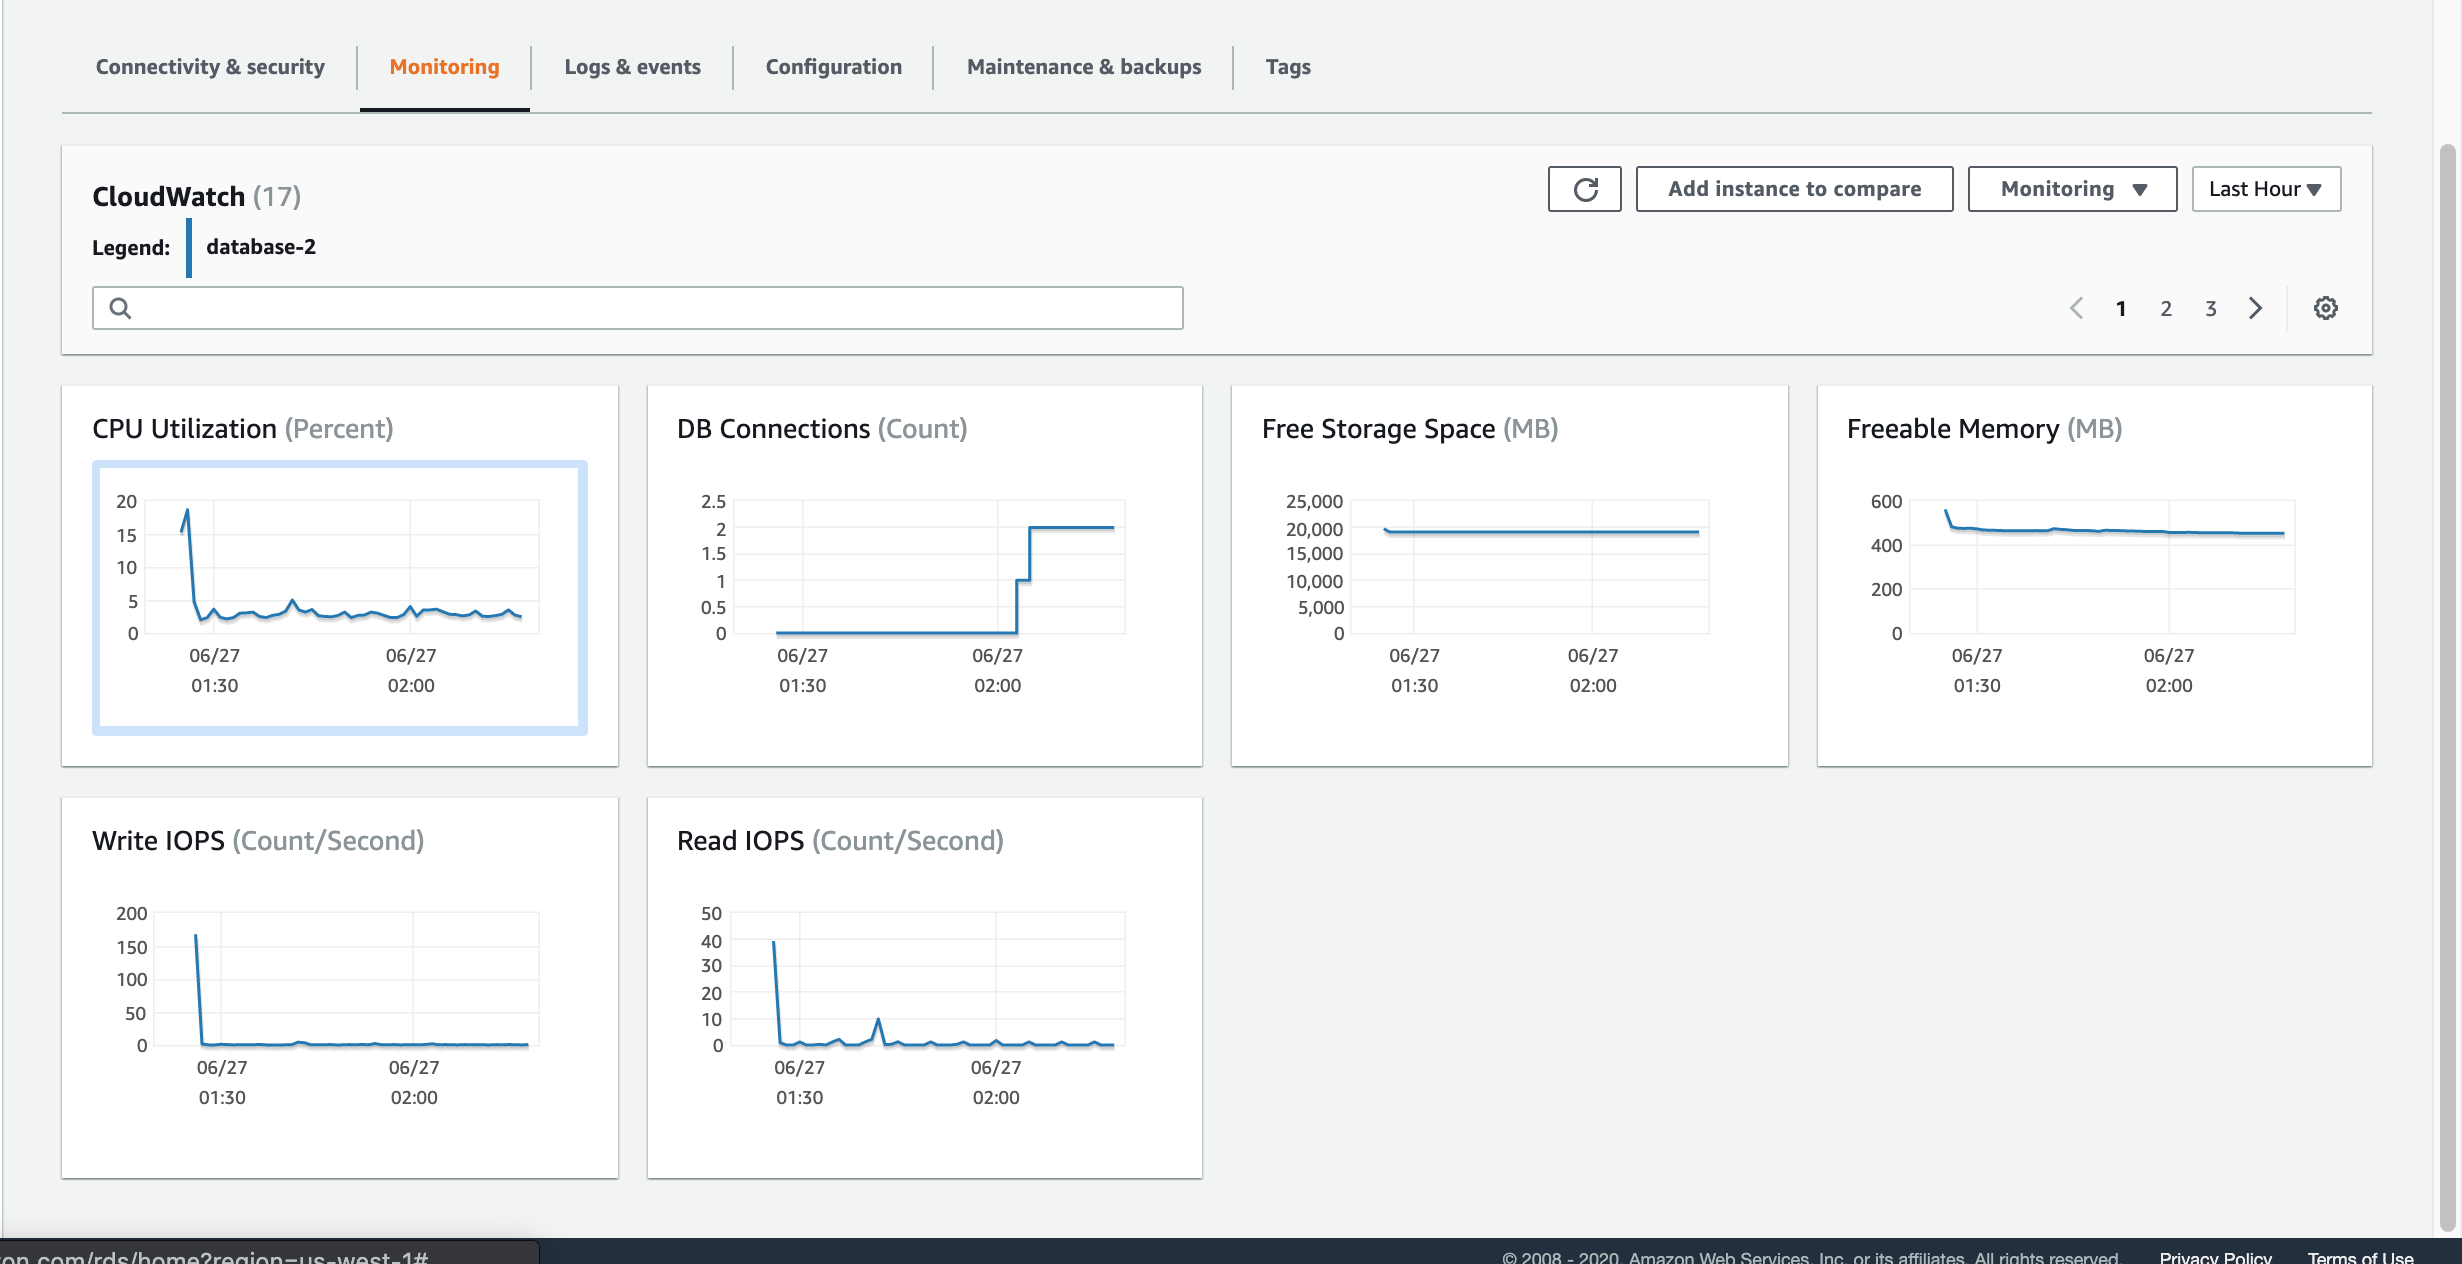 Connectivity & security
Monitoring
Logs & events
Configuration
Maintenance & backups
Tags
CloudWatch (17)
Add instance to compare
Monitoring
Last Hour
Legend:
database-2
1 2 3
CPU Utilization (Percent)
20
15
10
5
0
06/27 06/27
01:30 02:00
DB Connections (Count)
2.5
2
1.5
1
0.5
0
06/27 06/27
01:30 02:00
Free Storage Space (MB)
25,000
20,000
15,000
10,000
5,000
0
06/27 06/27
01:30 02:00
Freeable Memory (MB)
600
400
200
0
06/27 06/27
01:30 02:00
Write IOPS (Count/Second)
200
150
100
50
0
06/27 06/27
01:30 02:00
Read IOPS (Count/Second)
50
40
30
20
10
0
06/27 06/27
01:30 02:00
on.com/rds/home?region=us-west-1#
© 2008 - 2020, Amazon Web Services, Inc. or its affiliates. All rights reserved.
Privacy Policy
Terms of Use